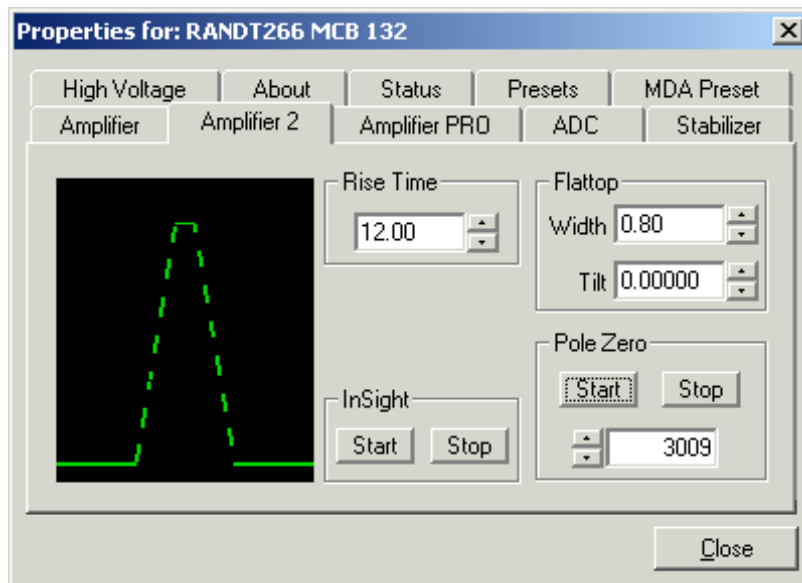 Properties for: RANDT266 MCB 132
High Voltage About Status Presets MDA Preset
Amplifier Amplifier 2 Amplifier PRO ADC Stabilizer
Rise Time
12.00
Flattop
Width 0.80
Tilt 0.00000
InSight
Start Stop
Pole Zero
Start Stop
3009
Close